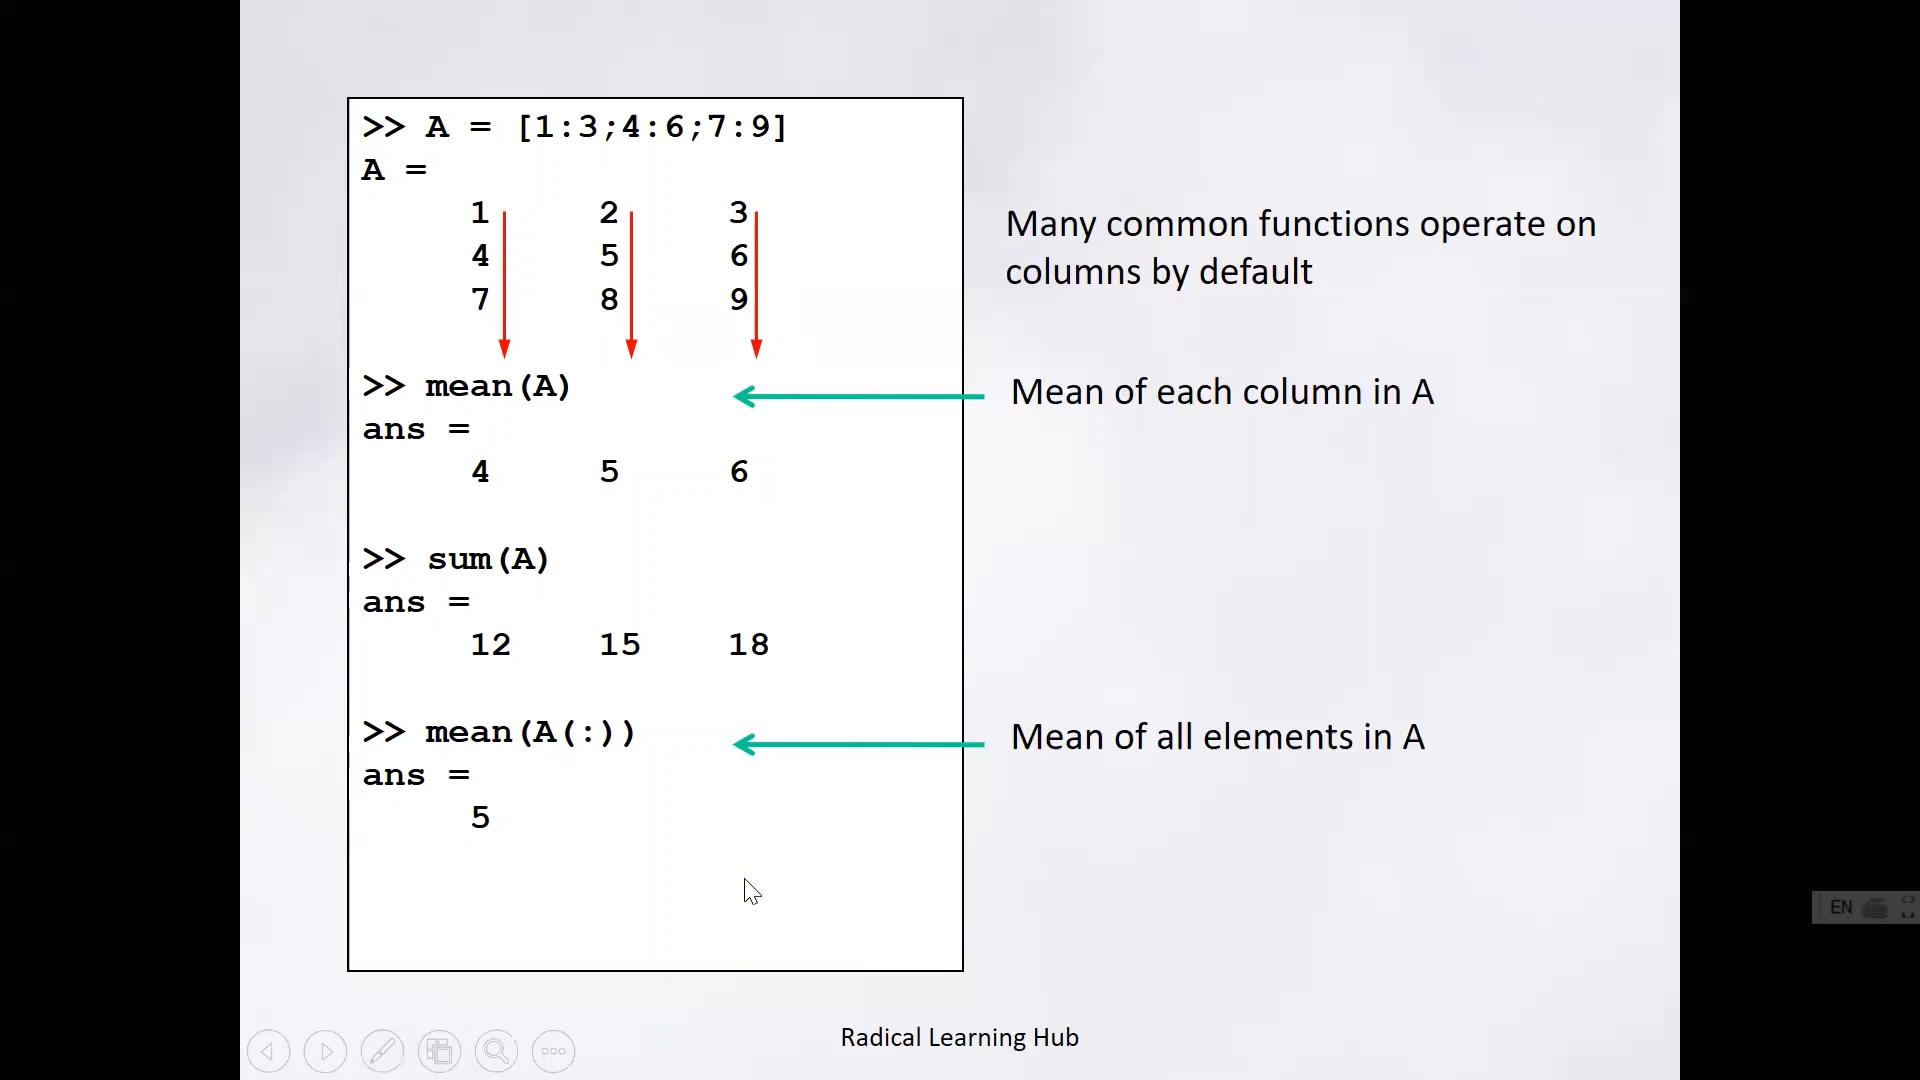 >> A = [1:3;4:6;7:9]
A =
1 2 3
4 5 6
7 8 9
Many common functions operate on
columns by default
>> mean(A)
Mean of each column in A
ans =
4 5 6
>> sum(A)
ans =
12 15 18
>> mean(A(:))
Mean of all elements in A
ans =
5
EN
Radical Learning Hub